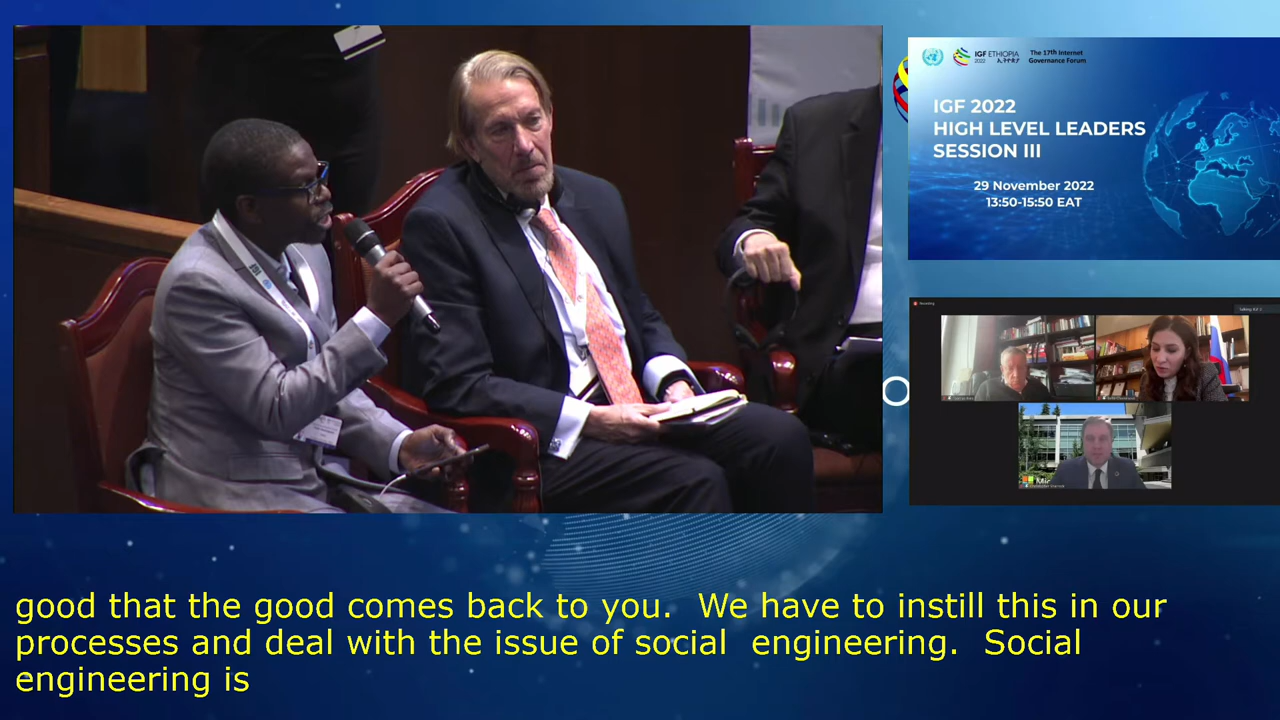 IGF ETHIOPIA
2022 ኢትዮጵያ
The 17th Internet
Governance Forum
IGF 2022
HIGH LEVEL LEADERS
SESSION III
29 November 2022
13:50-15:50 EAT
Recording
good that the good comes back to you. We have to instill this in our
processes and deal with the issue of social engineering. Social
engineering is